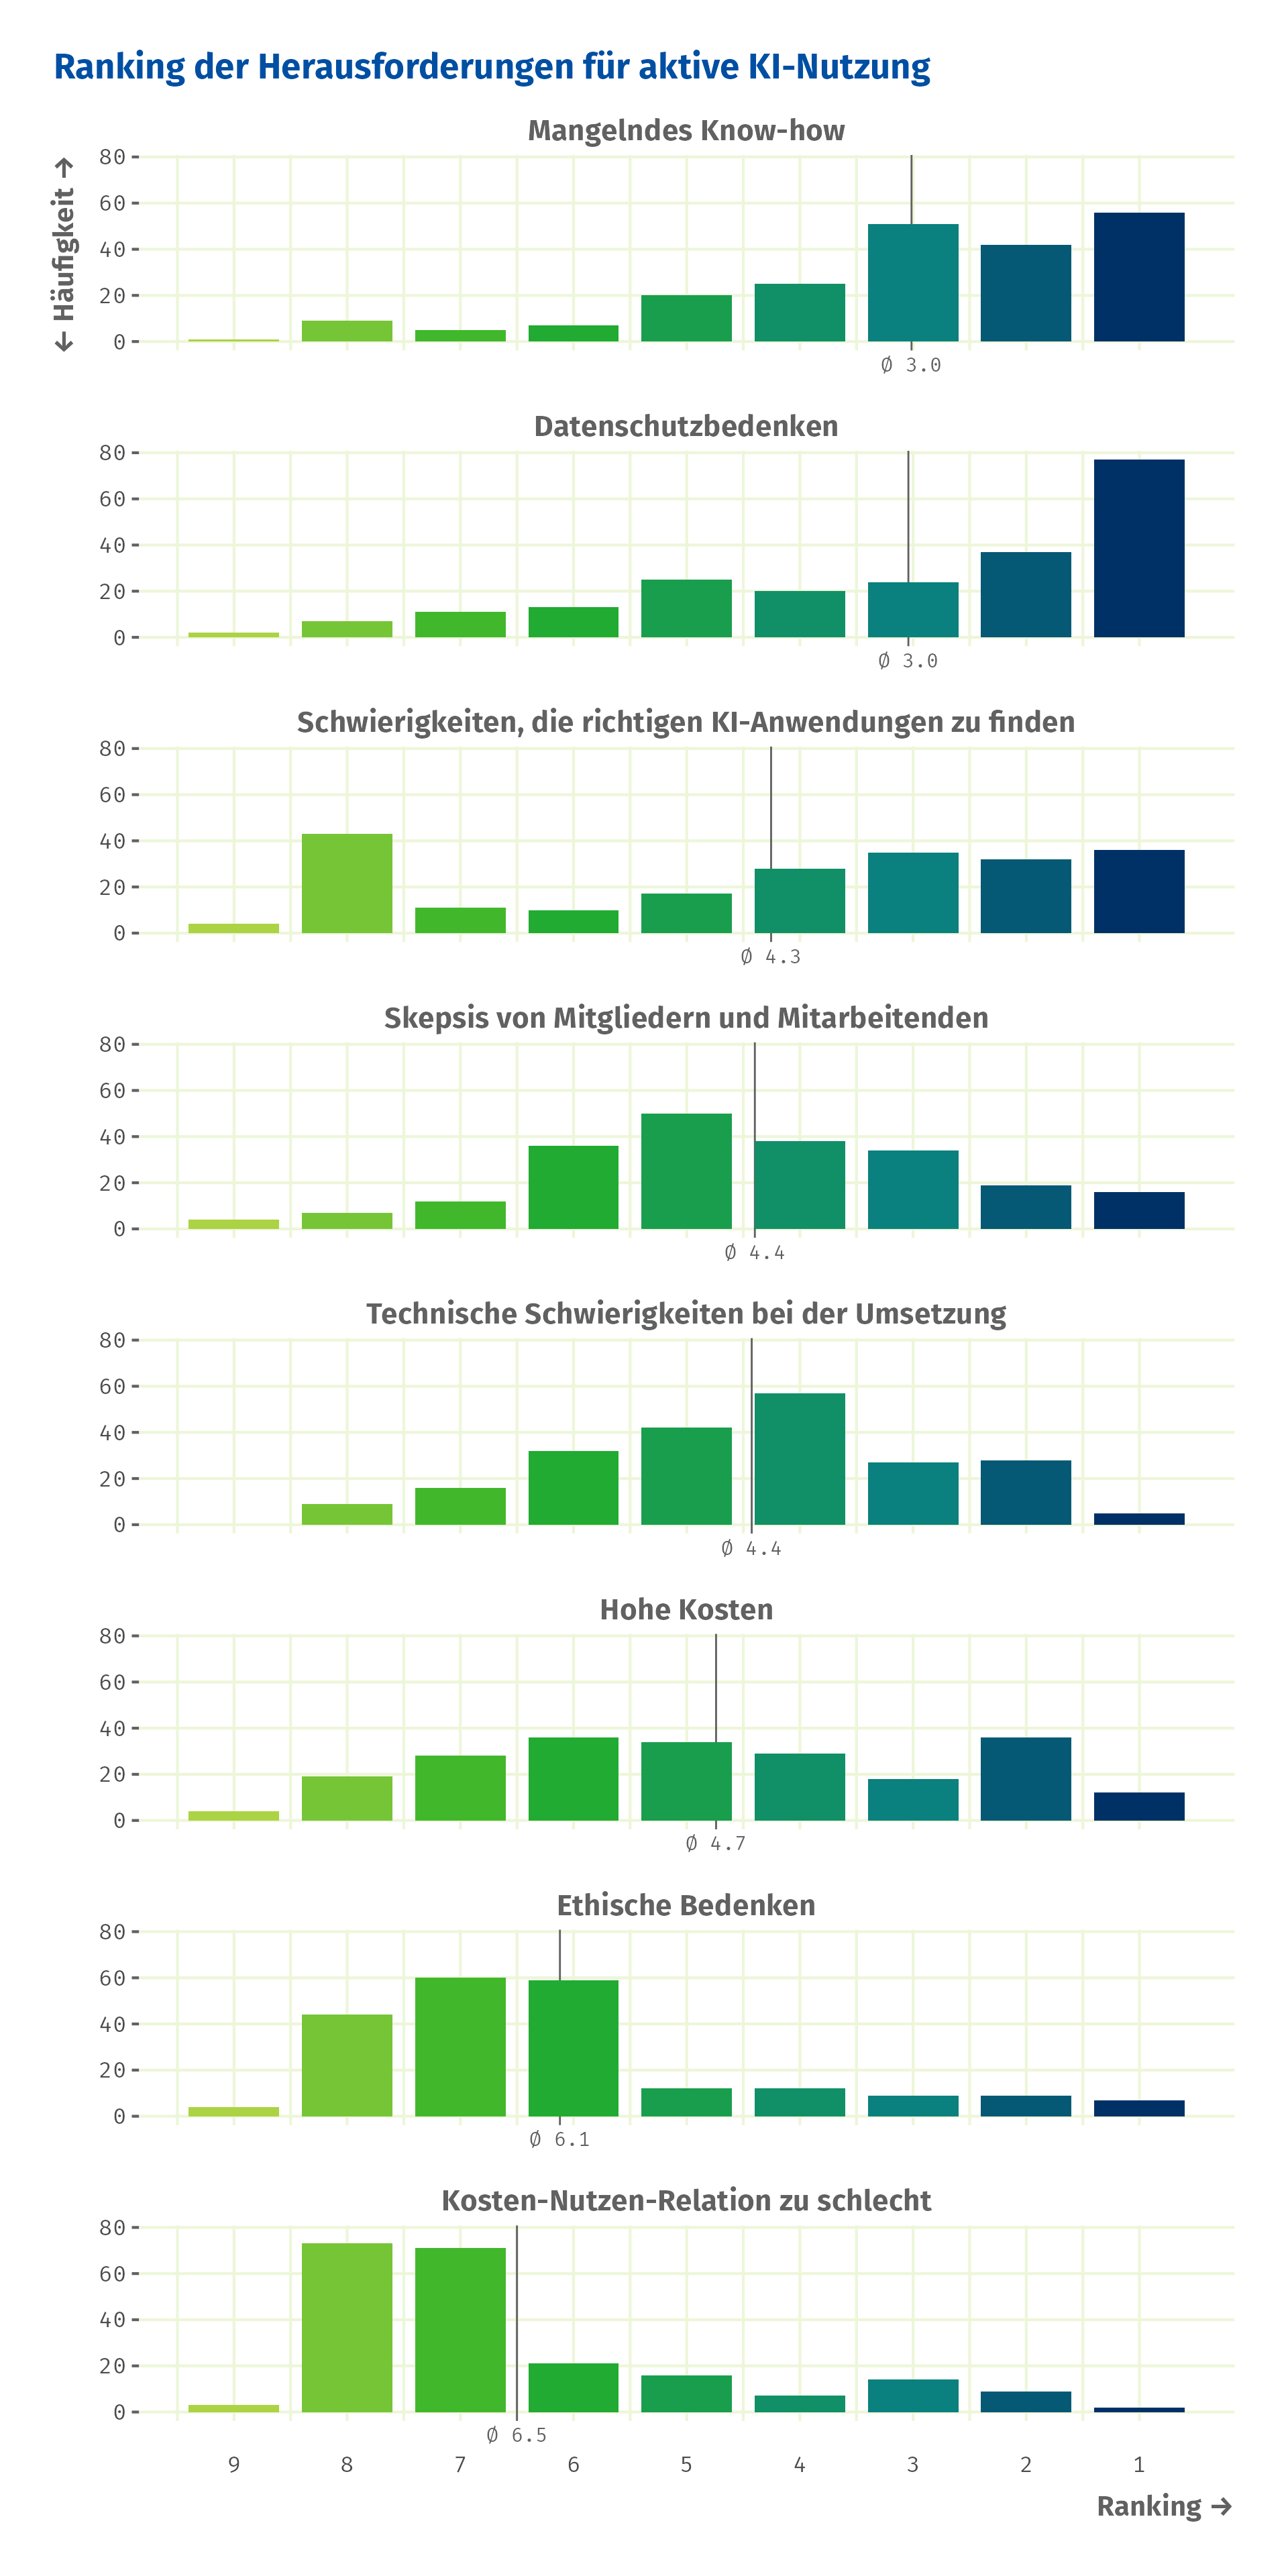 Ranking der Herausforderungen für aktive KI-Nutzung
Mangelndes Know-how
← Häufigkeit →
80
60
40
20
0
Ø 3.0
Datenschutzbedenken
80
60
40
20
0
Ø 3.0
Schwierigkeiten, die richtigen KI-Anwendungen zu finden
80
60
40
20
0
Ø 4.3
Skepsis von Mitgliedern und Mitarbeitenden
80
60
40
20
0
Ø 4.4
Technische Schwierigkeiten bei der Umsetzung
80
60
40
20
0
Ø 4.4
Hohe Kosten
80
60
40
20
0
Ø 4.7
Ethische Bedenken
80
60
40
20
0
Ø 6.1
Kosten-Nutzen-Relation zu schlecht
80
60
40
20
0
Ø 6.5
9 8 7 6 5 4 3 2 1
Ranking →